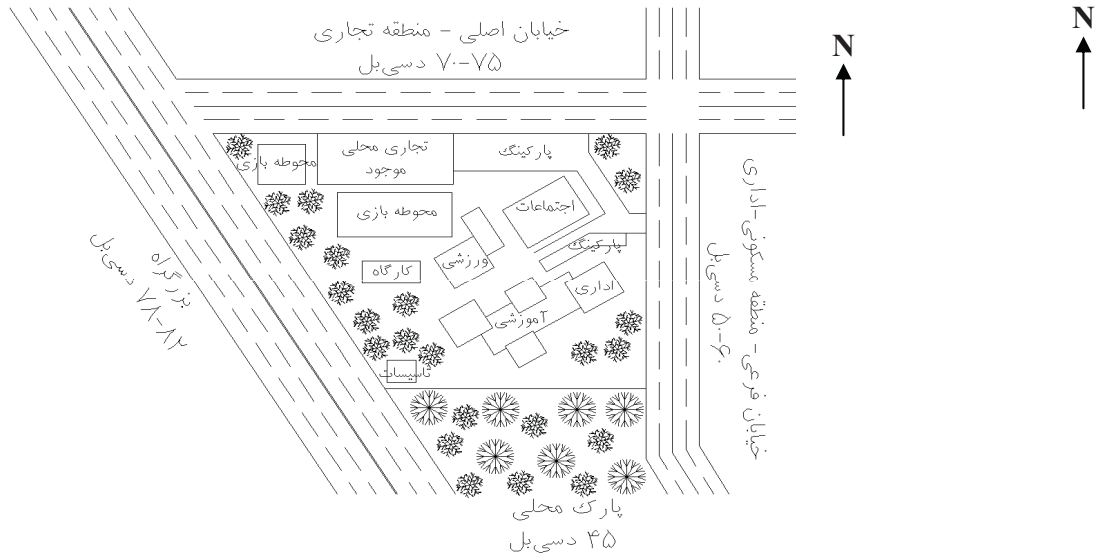 خیابان اصلی - منطقه تجاری
۷۰-۷۵ دسی‌بل
N
N
محوطه بازی
تجاری محلی
موجود
پارکینگ
محوطه بازی
اجتماعات
پارکینگ
ورزشی
کارگاه
اداری
آموزشی
تاسیسات
بزرگراه
۷۸-۸۲ دسی‌بل
خیابان فرعی - منطقه مسکونی-اداری
۵۰-۶۰ دسی‌بل
پارک محلی
۴۵ دسی‌بل